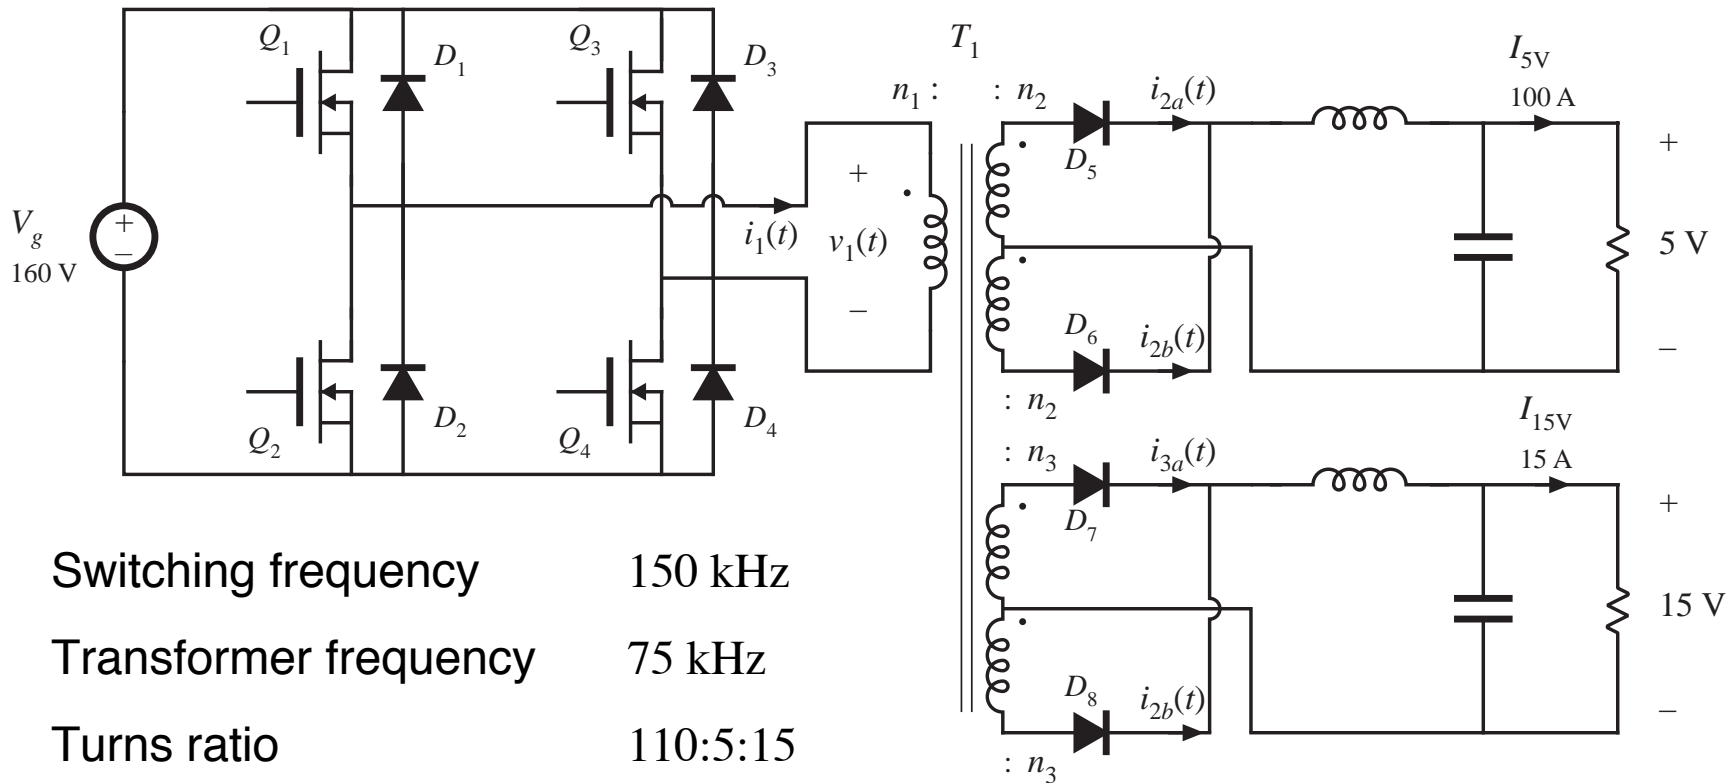 Q1
D1
Q3
D3
T1
n1 :
: n2
i2a(t)
I5V
100 A
D5
+
Vg
160 V
+
–
i1(t)
+
v1(t)
–
5 V
D6
i2b(t)
–
: n2
Q2
D2
Q4
D4
: n3
i3a(t)
I15V
15 A
D7
+
15 V
D8
i2b(t)
–
: n3
Switching frequency 150 kHz
Transformer frequency 75 kHz
Turns ratio 110:5:15